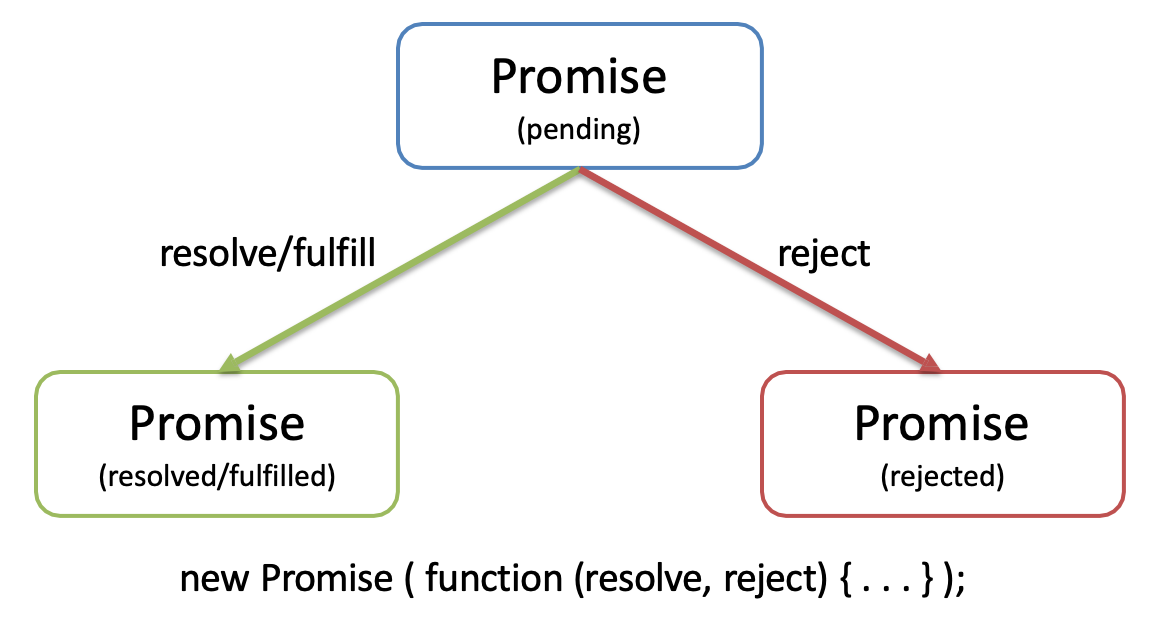 Promise
(pending)
resolve/fulfill
reject
Promise
(resolved/fulfilled)
Promise
(rejected)
new Promise ( function (resolve, reject) { . . . } );